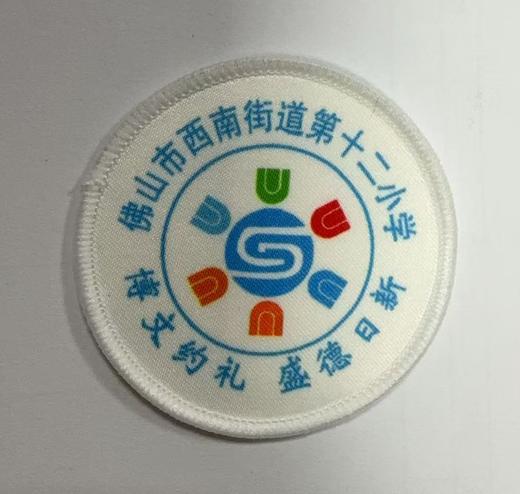 佛山市西南街道第十二小学
博文约礼 盛德日新